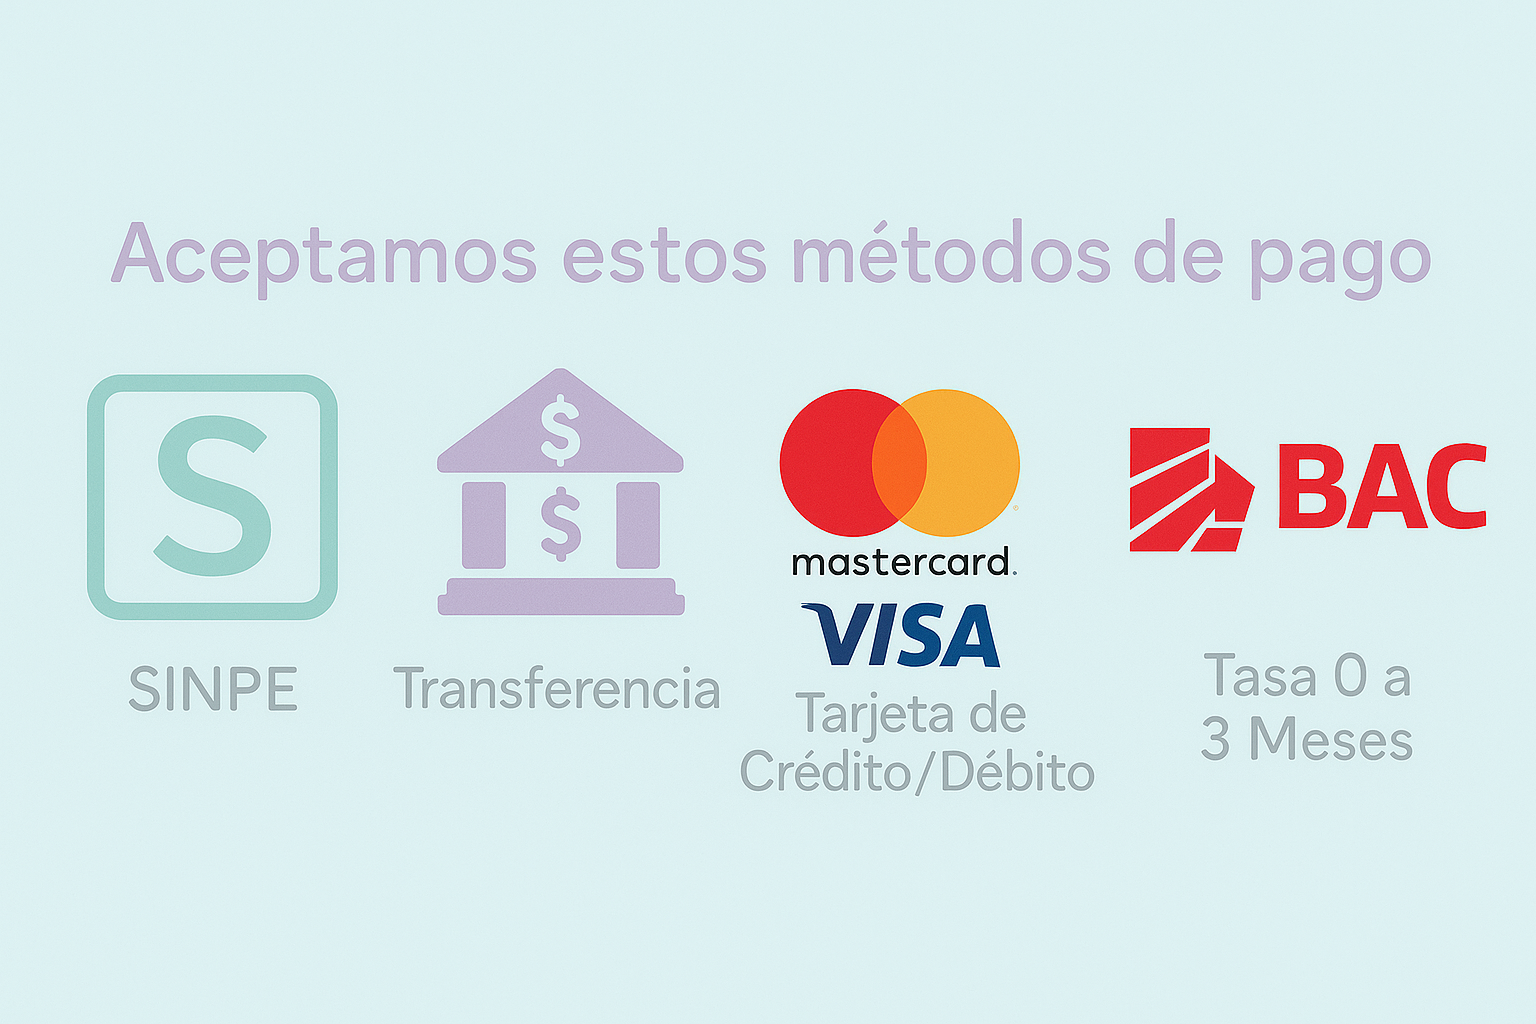 Aceptamos estos métodos de pago
S
SINPE
$
$
Transferencia
mastercard.
VISA
Tarjeta de
Crédito/Débito
BAC
Tasa 0 a
3 Meses